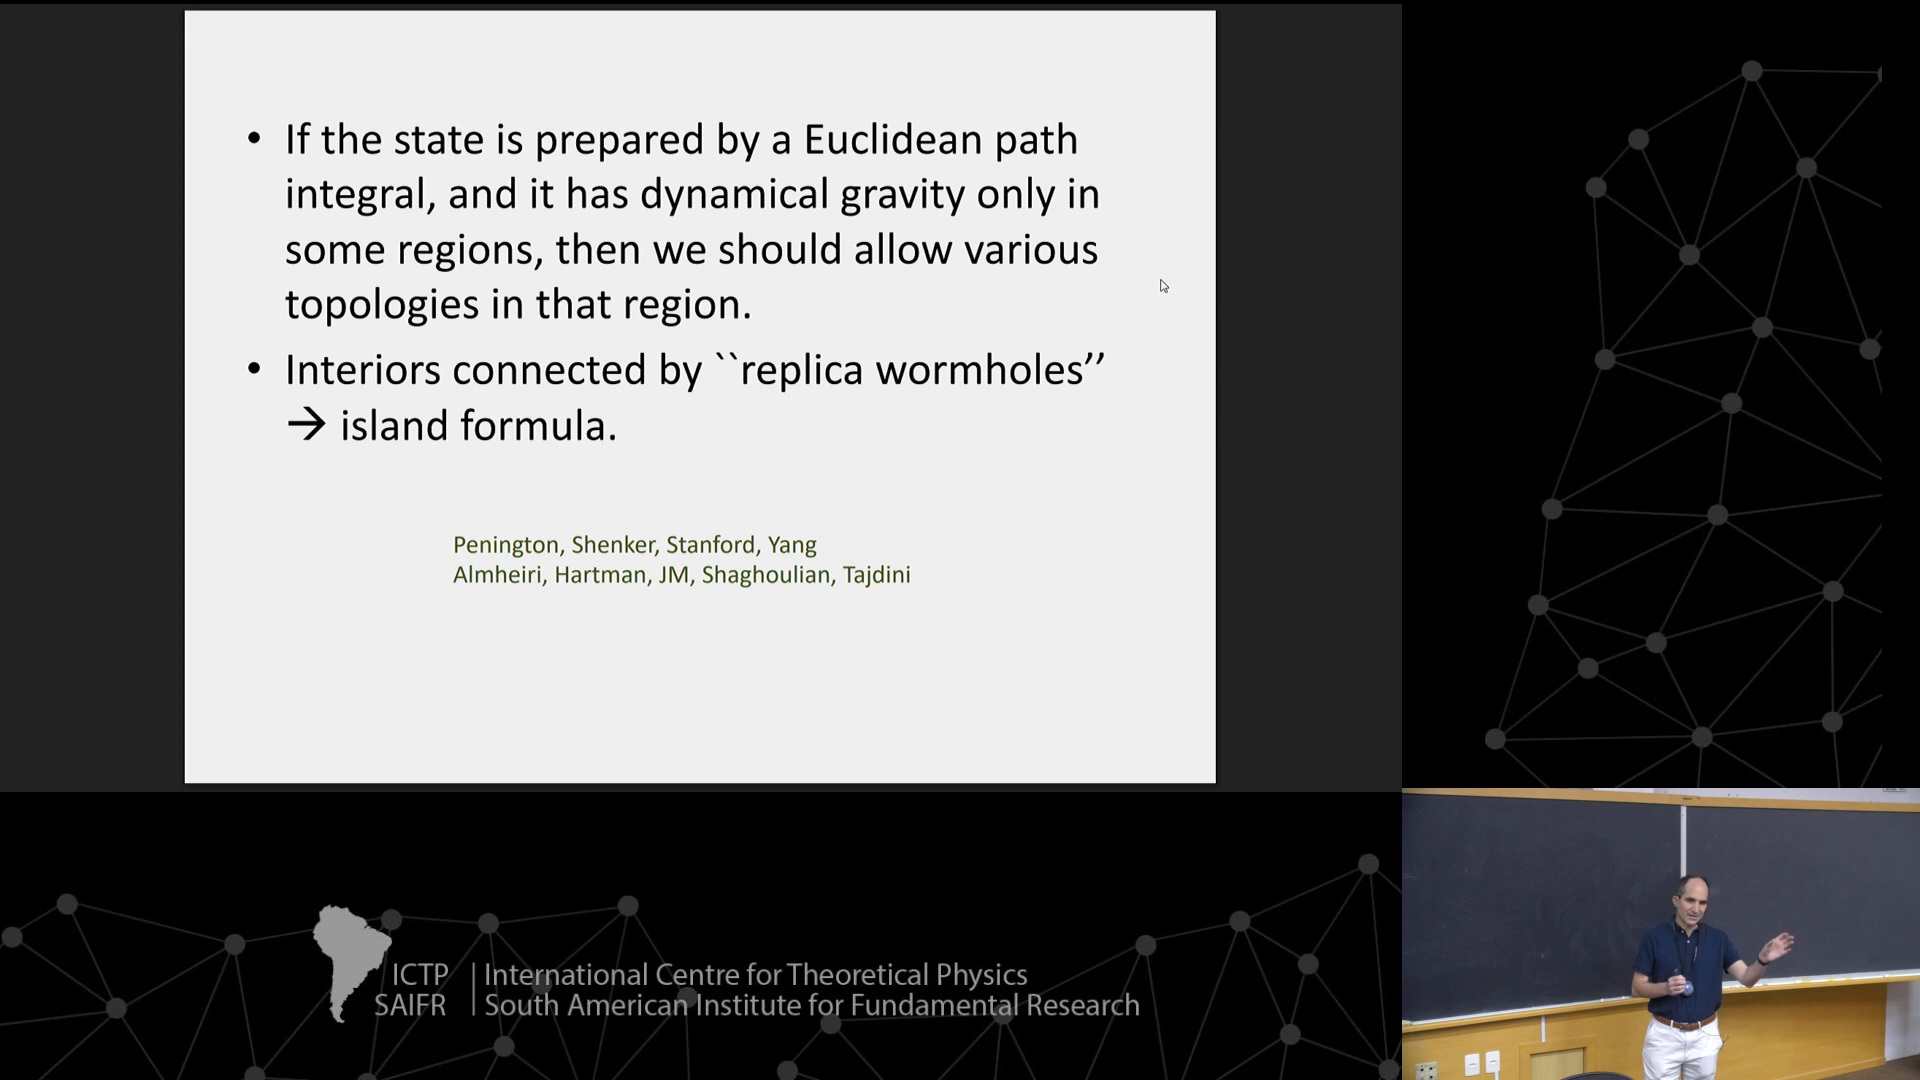 • If the state is prepared by a Euclidean path
integral, and it has dynamical gravity only in
some regions, then we should allow various
topologies in that region.
• Interiors connected by ``replica wormholes’’
→ island formula.
Penington, Shenker, Stanford, Yang
Almheiri, Hartman, JM, Shaghoulian, Tajdini
ICTP | International Centre for Theoretical Physics
SAIFR | South American Institute for Fundamental Research